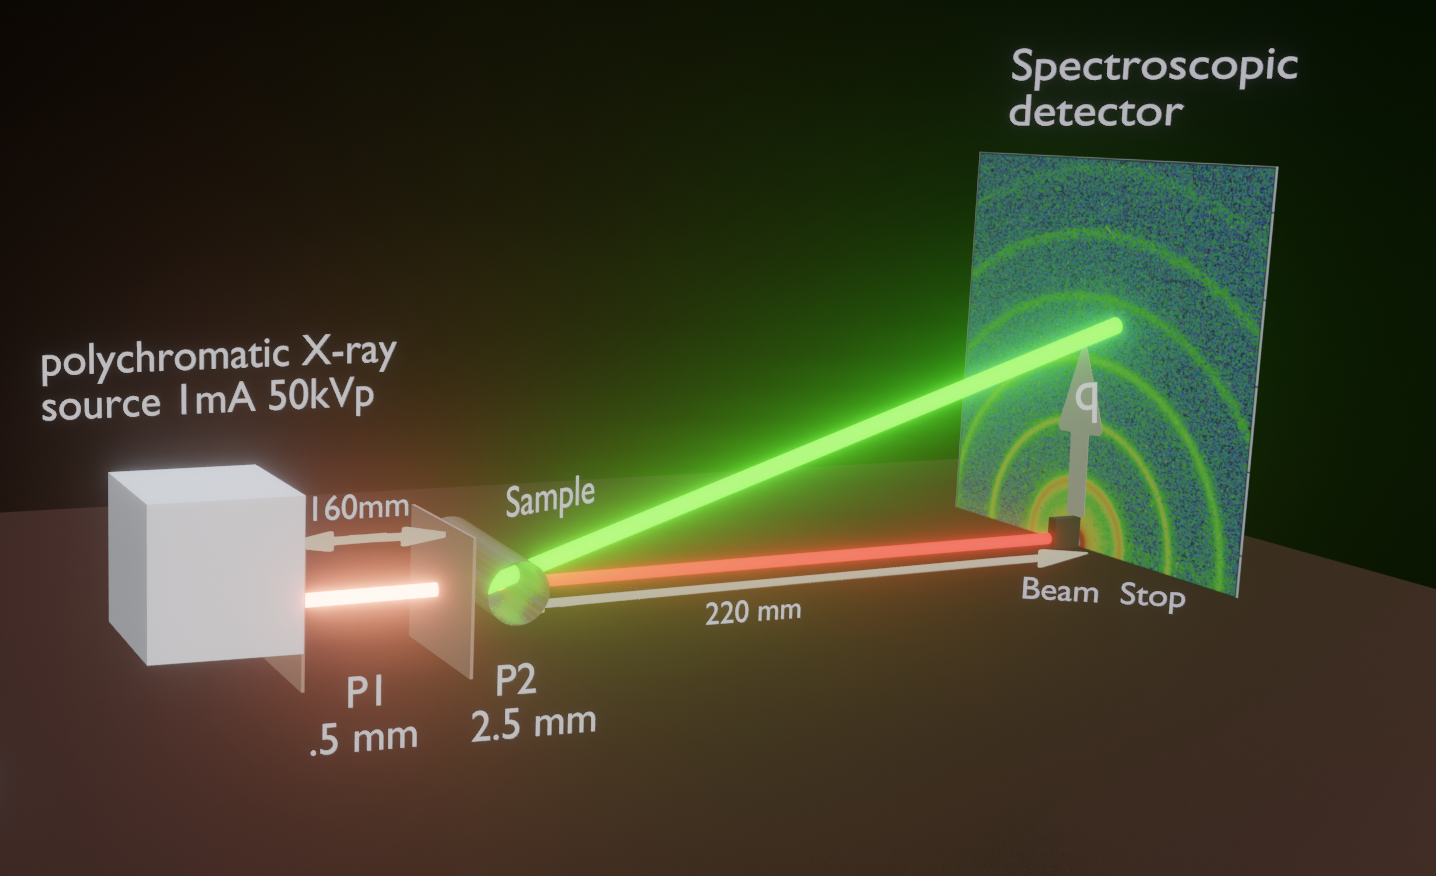 Spectroscopic
detector
polychromatic X-ray
source 1mA 50kVp
160mm
Sample
q
220 mm
Beam Stop
P1
.5 mm
P2
2.5 mm